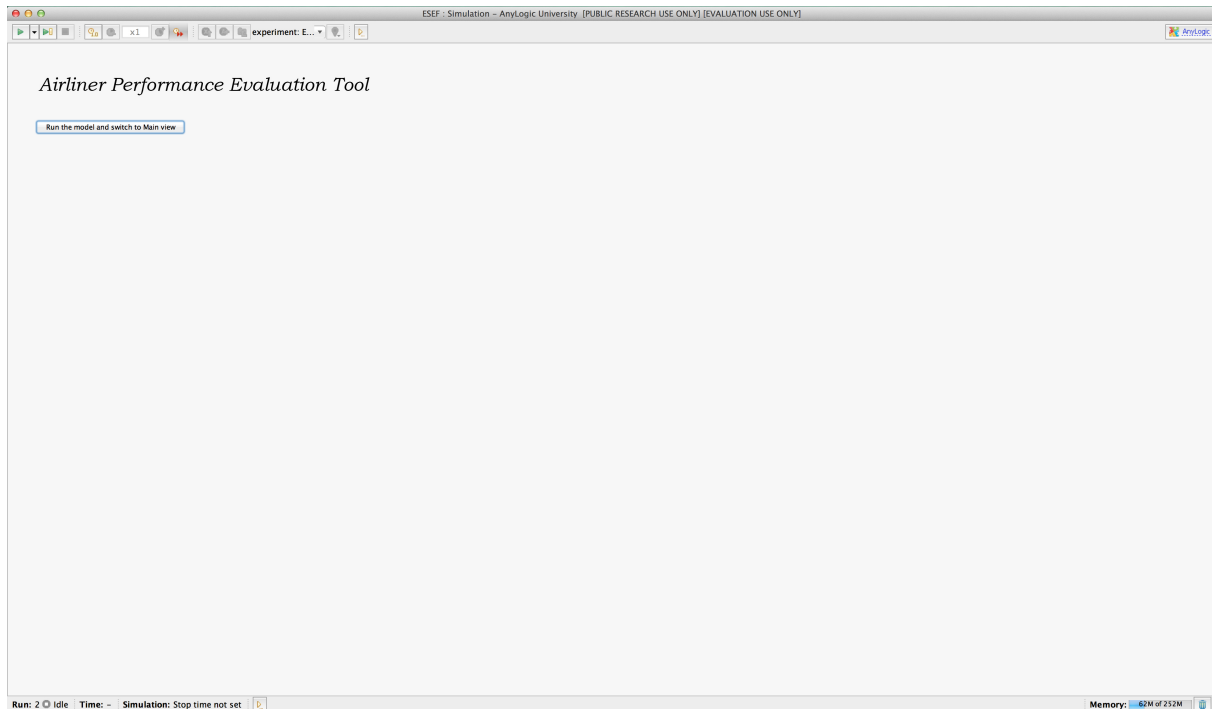 ESEF : Simulation – AnyLogic University [PUBLIC RESEARCH USE ONLY] [EVALUATION USE ONLY]
x1 experiment: E... AnyLogic
Airliner Performance Evaluation Tool
Run the model and switch to Main view
Run: 2 Idle Time: – Simulation: Stop time not set Memory: 62M of 252M